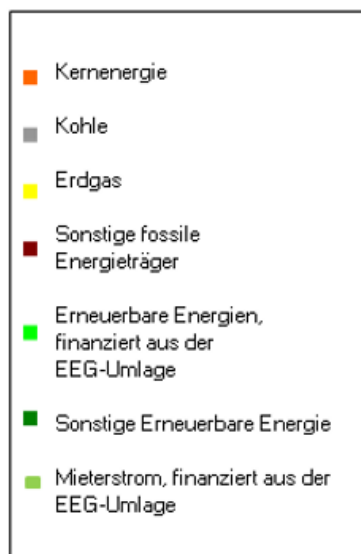 Kernenergie
Kohle
Erdgas
Sonstige fossile
Energieträger
Erneuerbare Energien,
finanziert aus der
EEG-Umlage
Sonstige Erneuerbare Energie
Mieterstrom, finanziert aus der
EEG-Umlage